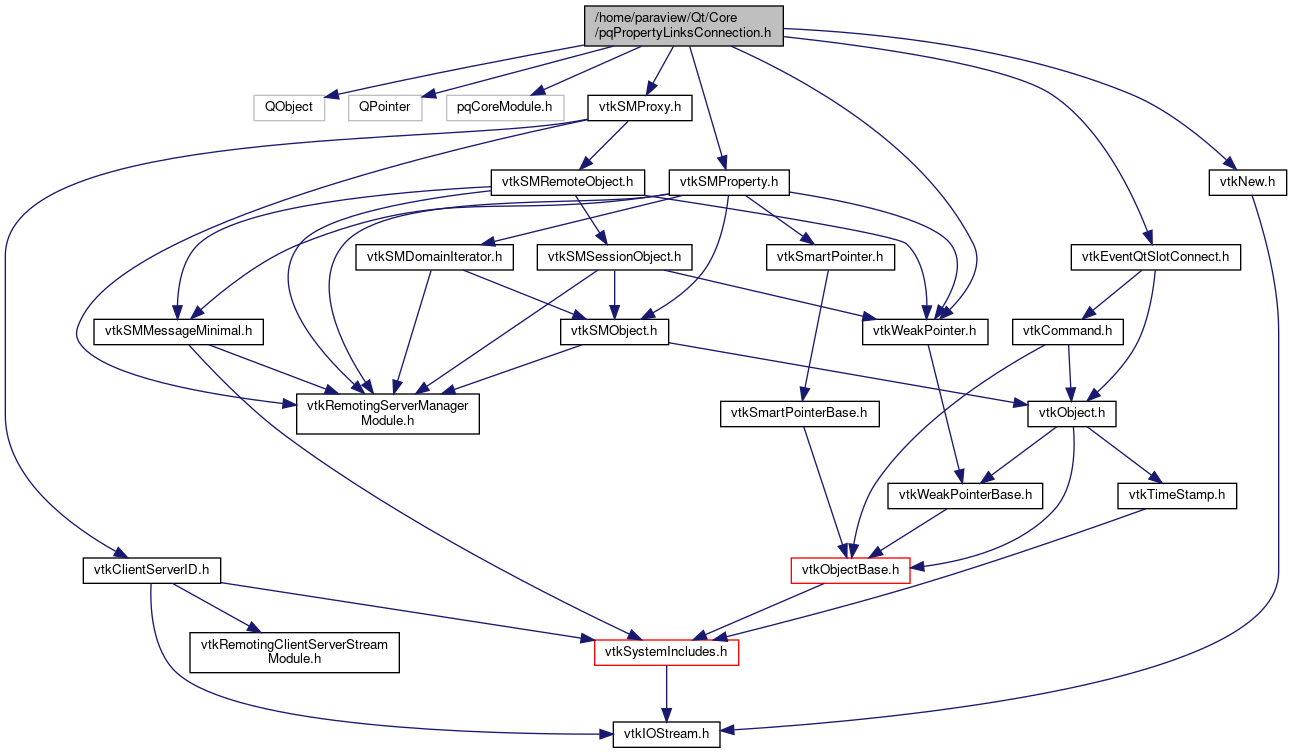 /home/paraview/Qt/Core
/pqPropertyLinksConnection.h
QObject
QPointer
pqCoreModule.h
vtkSMProxy.h
vtkSMRemoteObject.h
vtkSMProperty.h
vtkNew.h
vtkSMDomainIterator.h
vtkSMSessionObject.h
vtkSmartPointer.h
vtkEventQtSlotConnect.h
vtkSMMessageMinimal.h
vtkSMObject.h
vtkWeakPointer.h
vtkCommand.h
vtkRemotingServerManager
Module.h
vtkSmartPointerBase.h
vtkObject.h
vtkWeakPointerBase.h
vtkTimeStamp.h
vtkClientServerID.h
vtkObjectBase.h
vtkRemotingClientServerStream
Module.h
vtkSystemIncludes.h
vtkIOStream.h